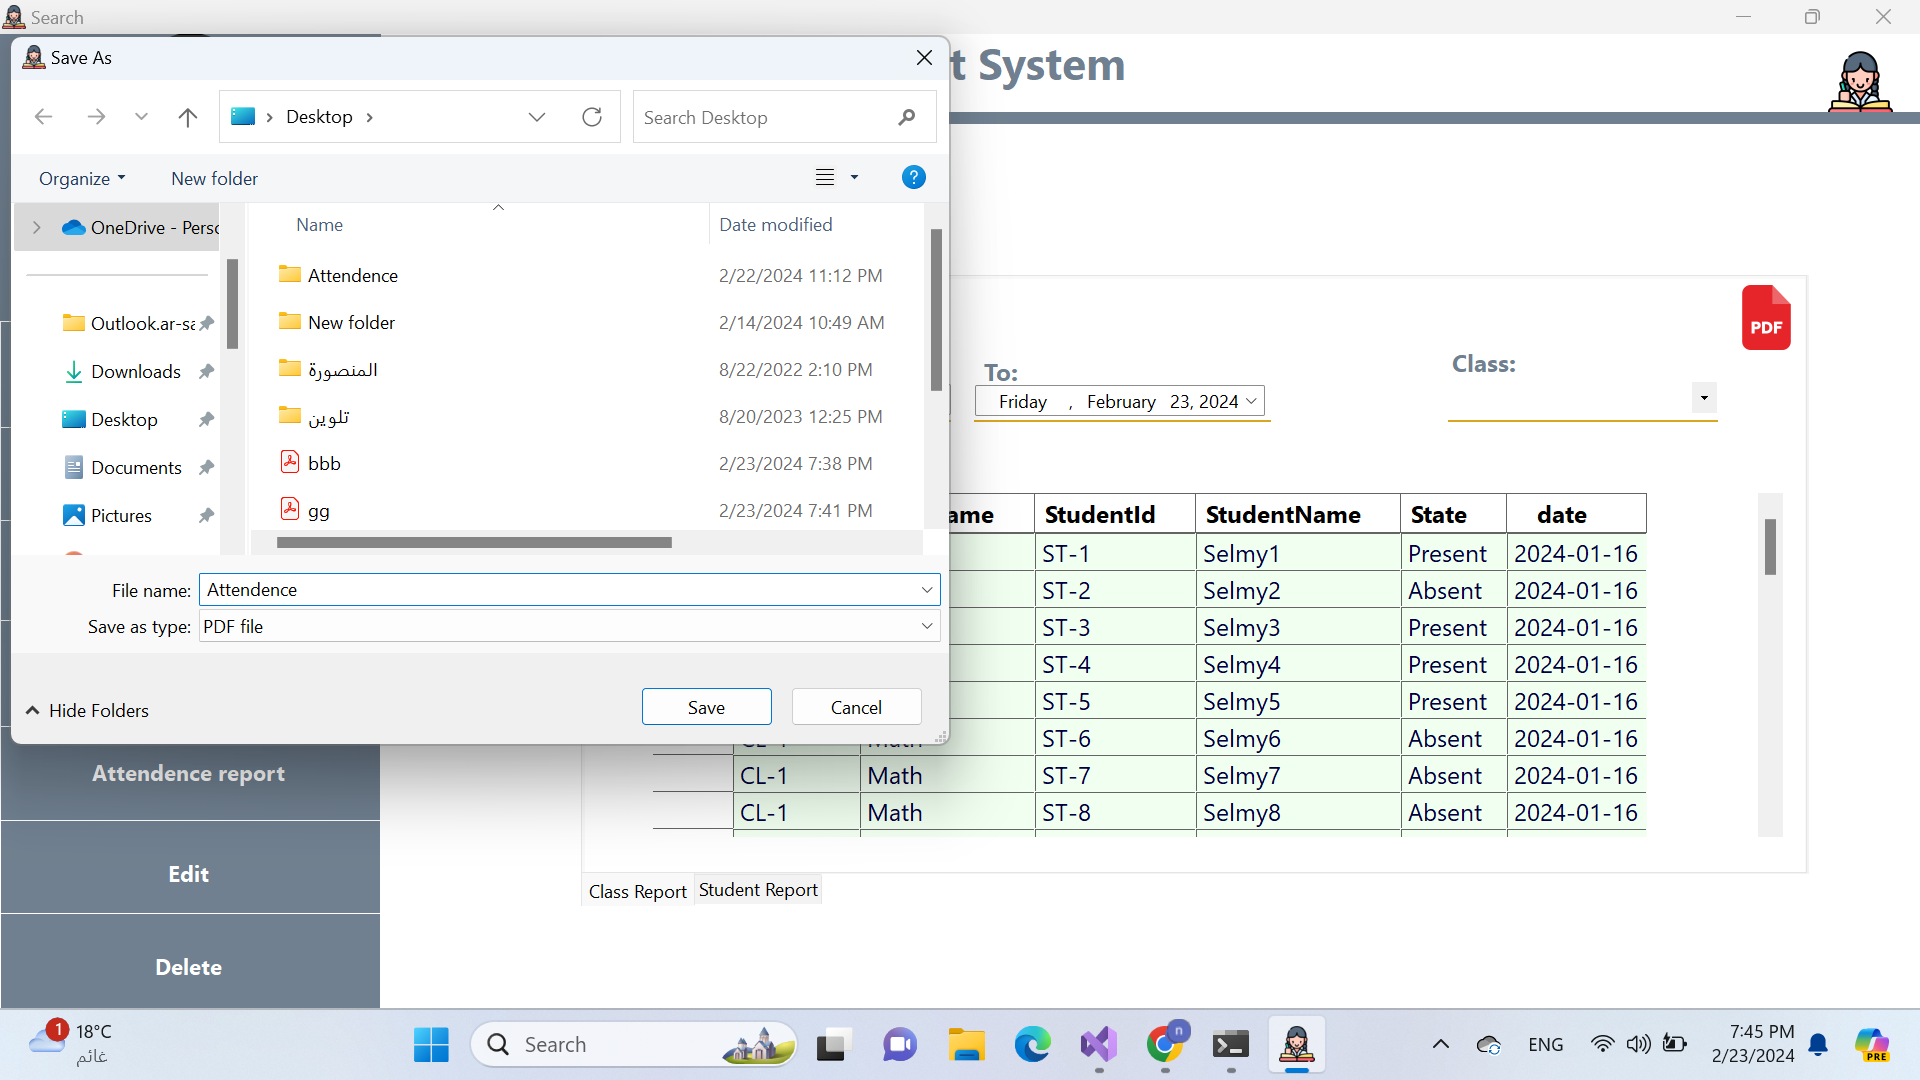 Search
Save As
t System
Desktop
Search Desktop
Organize
New folder
?
OneDrive - Perso
Name
Date modified
Attendence
2/22/2024 11:12 PM
New folder
2/14/2024 10:49 AM
المنصورة
8/22/2022 2:10 PM
تلوين
8/20/2023 12:25 PM
bbb
2/23/2024 7:38 PM
gg
2/23/2024 7:41 PM
Outlook.ar-sa
Downloads
Desktop
Documents
Pictures
File name:
Attendence
Save as type:
PDF file
Hide Folders
Save
Cancel
PDF
To:
Friday , February 23, 2024
Class:
ame StudentId StudentName State date
ST-1 Selmy1 Present 2024-01-16
ST-2 Selmy2 Absent 2024-01-16
ST-3 Selmy3 Present 2024-01-16
ST-4 Selmy4 Present 2024-01-16
ST-5 Selmy5 Present 2024-01-16
CL-1 Math ST-6 Selmy6 Absent 2024-01-16
CL-1 Math ST-7 Selmy7 Absent 2024-01-16
CL-1 Math ST-8 Selmy8 Absent 2024-01-16
Attendence report
Edit
Delete
Class Report
Student Report
1
18°C
غائم
Search
n
ENG
7:45 PM
2/23/2024
PRE